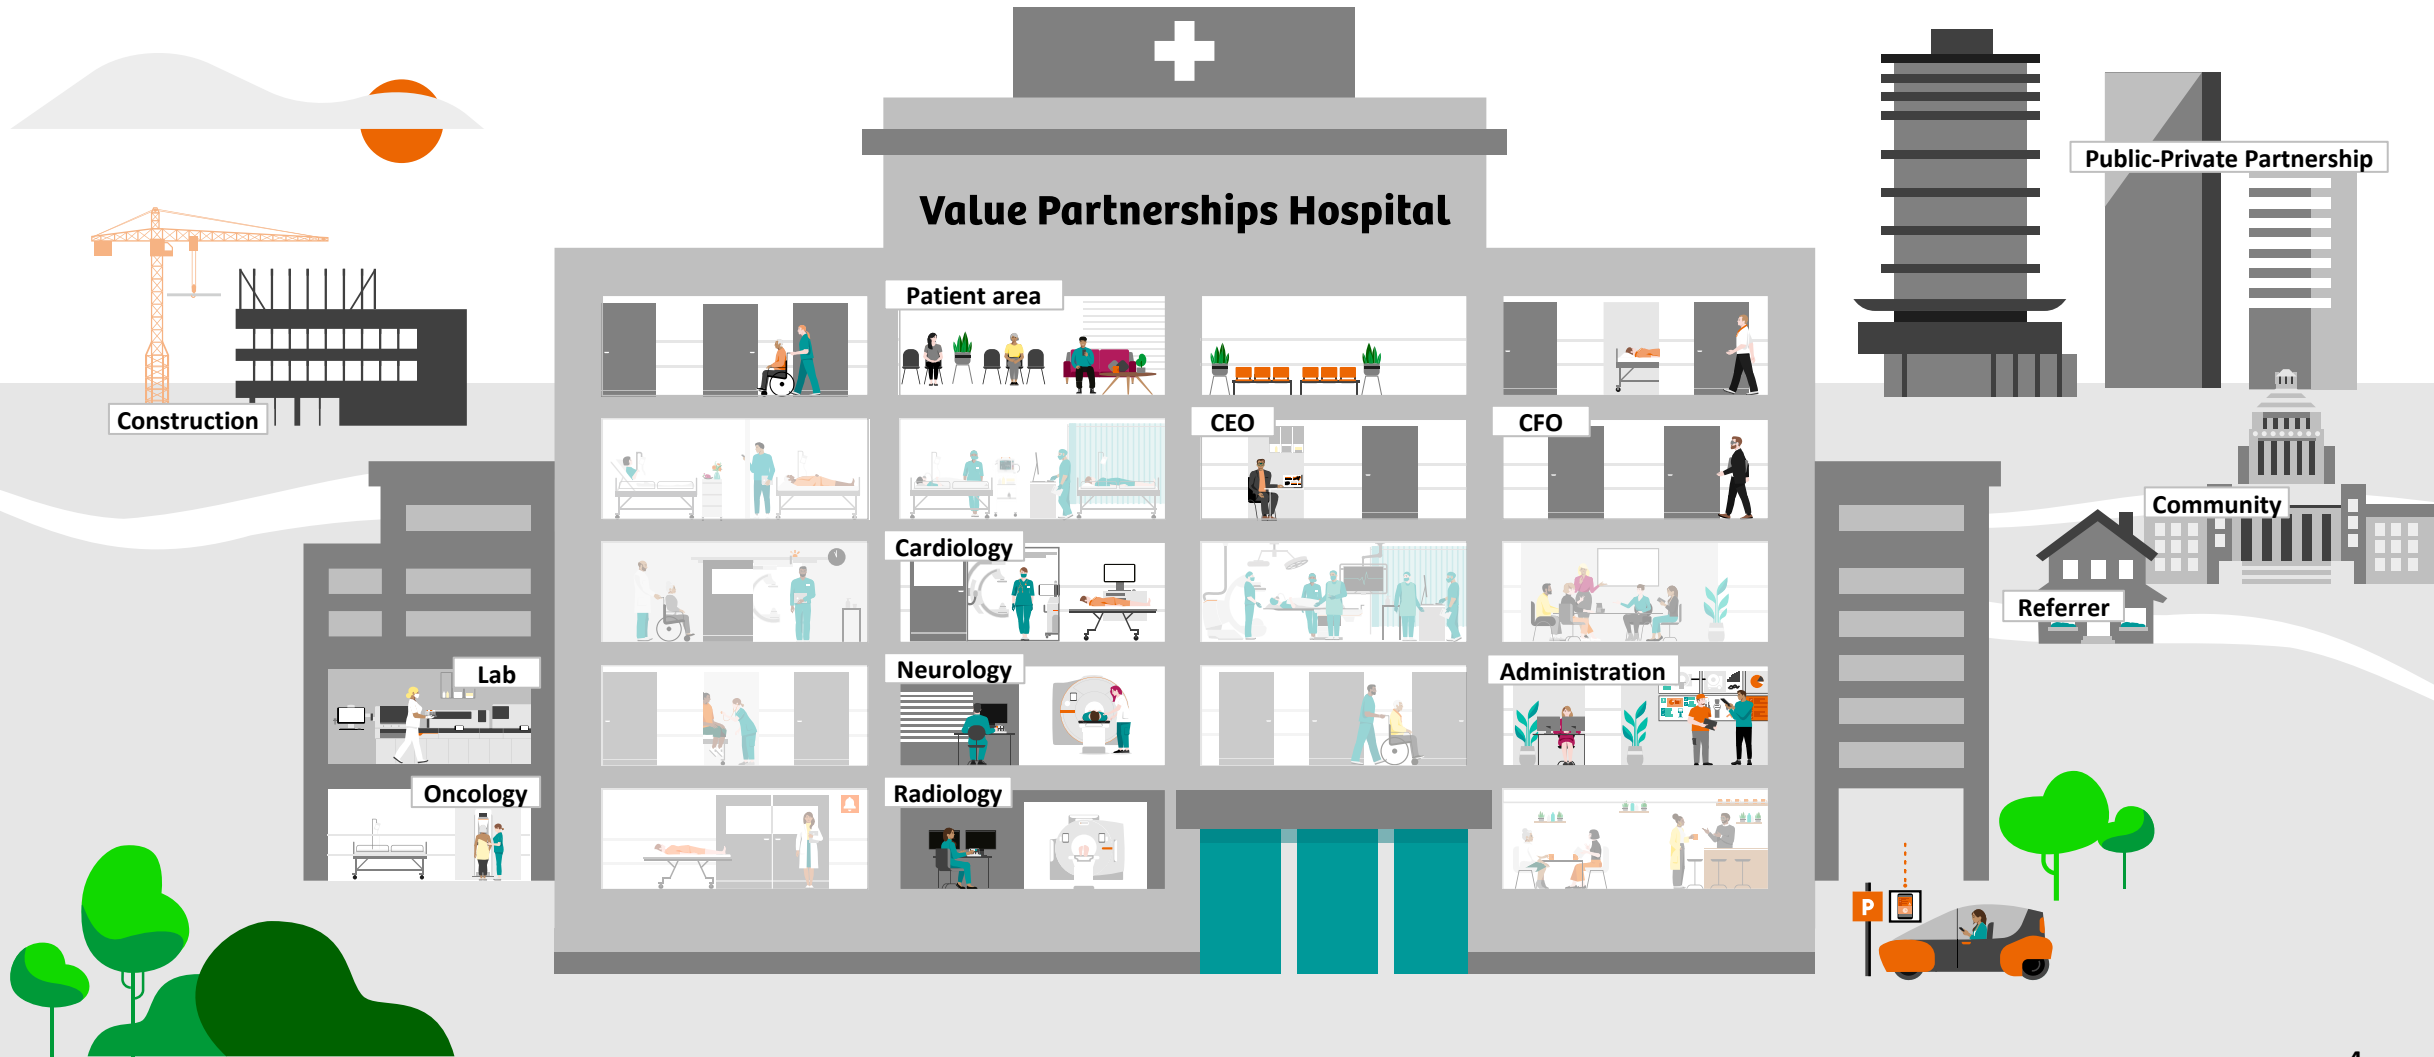 Value Partnerships Hospital
Public-Private Partnership
Patient area
Construction
CEO
CFO
Community
Cardiology
Referrer
Lab
Neurology
Administration
Oncology
Radiology
P